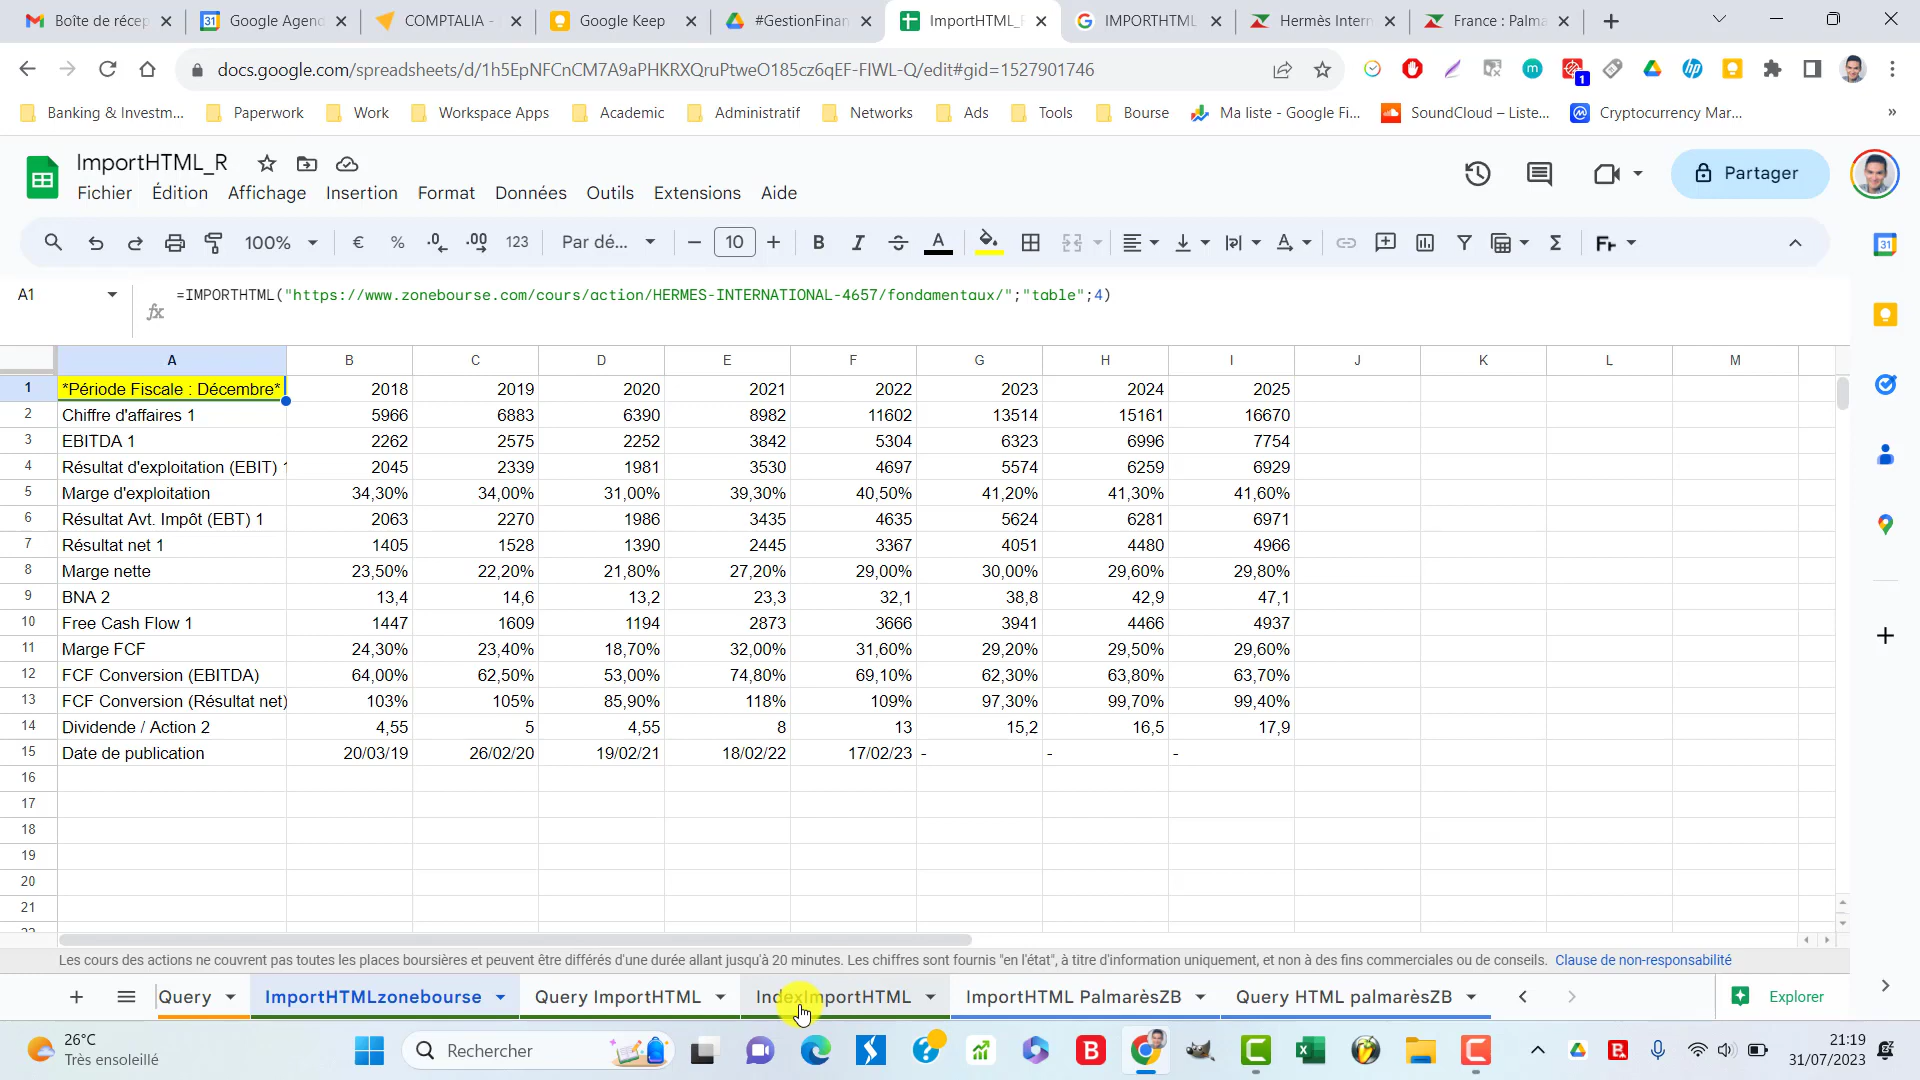 Boîte de récep
Google Agend
COMPTALIA -
Google Keep
#GestionFinan
ImportHTML_R
IMPORTHTML
Hermès Intern
France : Palma
docs.google.com/spreadsheets/d/1h5EpNFCnCM7A9aPHKRXQruPtweO185cz6qEF-FIWL-Q/edit#gid=1527901746
Banking & Investm...
Paperwork
Work
Workspace Apps
Academic
Administratif
Networks
Ads
Tools
Bourse
Ma liste - Google Fi...
SoundCloud – Liste...
Cryptocurrency Mar...
ImportHTML_R
Fichier Édition Affichage Insertion Format Données Outils Extensions Aide
Partager
100% € % .0 .00 123 Par dé... 10
A1
=IMPORTHTML("https://www.zonebourse.com/cours/action/HERMES-INTERNATIONAL-4657/fondamentaux/";"table";4)
A B C D E F G H I J K L M
1 *Période Fiscale : Décembre* 2018 2019 2020 2021 2022 2023 2024 2025
2 Chiffre d'affaires 1 5966 6883 6390 8982 11602 13514 15161 16670
3 EBITDA 1 2262 2575 2252 3842 5304 6323 6996 7754
4 Résultat d'exploitation (EBIT) 1 2045 2339 1981 3530 4697 5574 6259 6929
5 Marge d'exploitation 34,30% 34,00% 31,00% 39,30% 40,50% 41,20% 41,30% 41,60%
6 Résultat Avt. Impôt (EBT) 1 2063 2270 1986 3435 4635 5624 6281 6971
7 Résultat net 1 1405 1528 1390 2445 3367 4051 4480 4966
8 Marge nette 23,50% 22,20% 21,80% 27,20% 29,00% 30,00% 29,60% 29,80%
9 BNA 2 13,4 14,6 13,2 23,3 32,1 38,8 42,9 47,1
10 Free Cash Flow 1 1447 1609 1194 2873 3666 3941 4466 4937
11 Marge FCF 24,30% 23,40% 18,70% 32,00% 31,60% 29,20% 29,50% 29,60%
12 FCF Conversion (EBITDA) 64,00% 62,50% 53,00% 74,80% 69,10% 62,30% 63,80% 63,70%
13 FCF Conversion (Résultat net) 103% 105% 85,90% 118% 109% 97,30% 99,70% 99,40%
14 Dividende / Action 2 4,55 5 4,55 8 13 15,2 16,5 17,9
15 Date de publication 20/03/19 26/02/20 19/02/21 18/02/22 17/02/23 - - -
16
17
18
19
20
21
22
Les cours des actions ne couvrent pas toutes les places boursières et peuvent être différés d'une durée allant jusqu'à 20 minutes. Les chiffres sont fournis "en l'état", à titre d'information uniquement, et non à des fins commerciales ou de conseils. Clause de non-responsabilité
Query
ImportHTMLzonebourse
Query ImportHTML
IndexImportHTML
ImportHTML PalmarèsZB
Query HTML palmarèsZB
Explorer
26°C
Très ensoleillé
Rechercher
21:19
31/07/2023